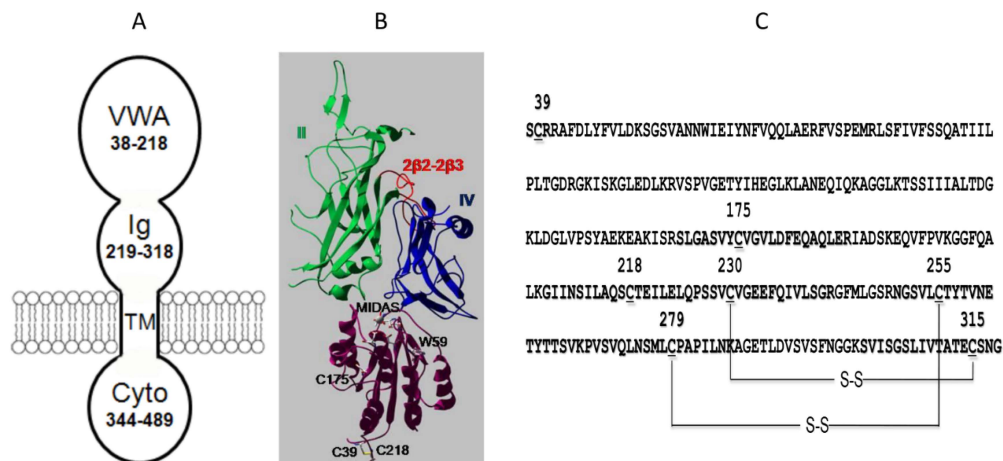 A
B
C
VWA
38-218
Ig
219-318
TM
Cyto
344-489
III
2β2-2β3
IV
MIDAS
W59
C175
C39
C218
39
SCRRAFDLYFVLDKSGSVANNWIEIYNFVQQLAERFVSPEMRLSFIVFSSQATIIL
PLTGDRGKISKGLEDLKRVSPVGETYIHEGLKLANEQIQKAGGLKTSSIIIALTDG
175
KLDGLVPSYAEKEAKISRSLGASVYCVGVLDFEQAQLERIADSKEQVFPVKGGFQA
218 230 255
LKGIINSILAQSCTEILELQPSSVCVGEEFQIVLSGRGFMLGSRNGSVLCTYTVNE
279 315
TYTTSVKPVSVQLNSMLCPAPILNKAGETLDVSVSFNGGKSVISGSLIVTATECSNG
S-S
S-S